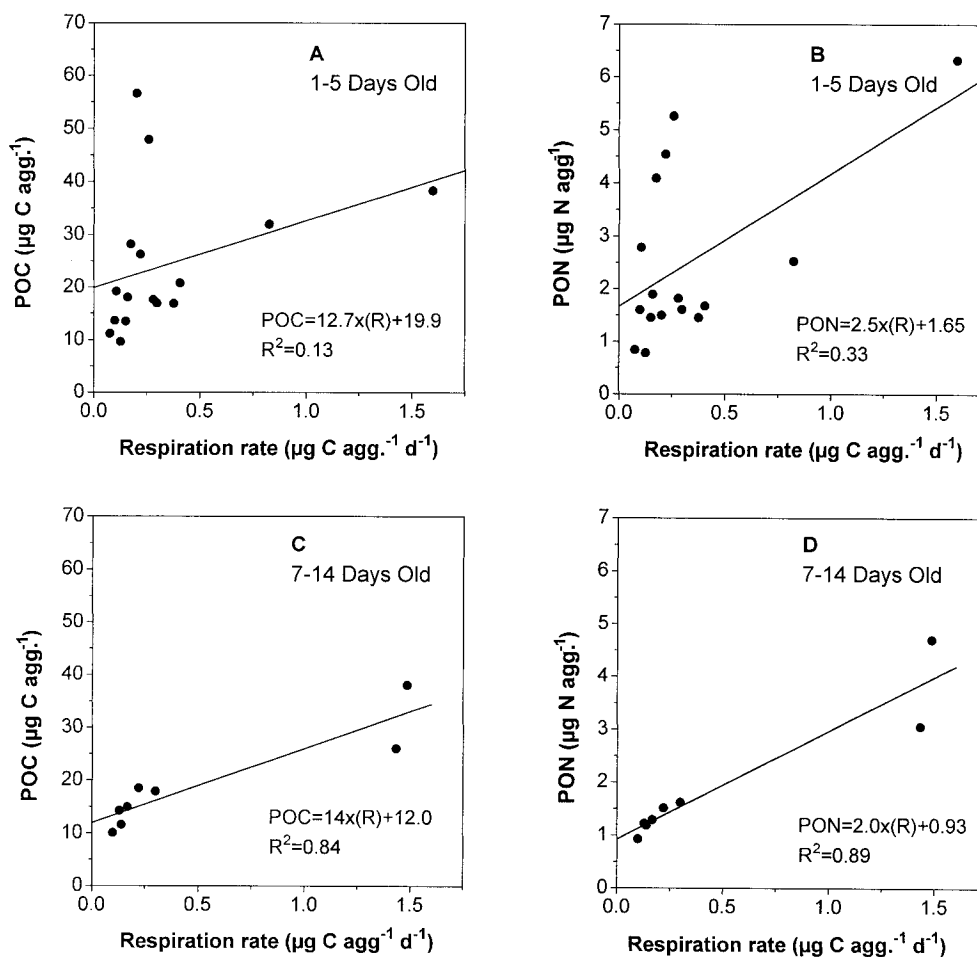 A
1-5 Days Old
POC (µg C agg.-1)
70
60
50
40
30
20
10
0
POC=12.7x(R)+19.9
R2=0.13
0.0 0.5 1.0 1.5
Respiration rate (µg C agg.-1 d-1)
B
1-5 Days Old
PON (µg N agg-1)
7
6
5
4
3
2
1
0
PON=2.5x(R)+1.65
R2=0.33
0.0 0.5 1.0 1.5
Respiration rate (µg C agg.-1 d-1)
C
7-14 Days Old
POC (µg C agg.-1)
70
60
50
40
30
20
10
0
POC=14x(R)+12.0
R2=0.84
0.0 0.5 1.0 1.5
Respiration rate (µg C agg-1 d-1)
D
7-14 Days Old
PON (µg N agg.-1)
7
6
5
4
3
2
1
0
PON=2.0x(R)+0.93
R2=0.89
0.0 0.5 1.0 1.5
Respiration rate (µg C agg.-1 d-1)